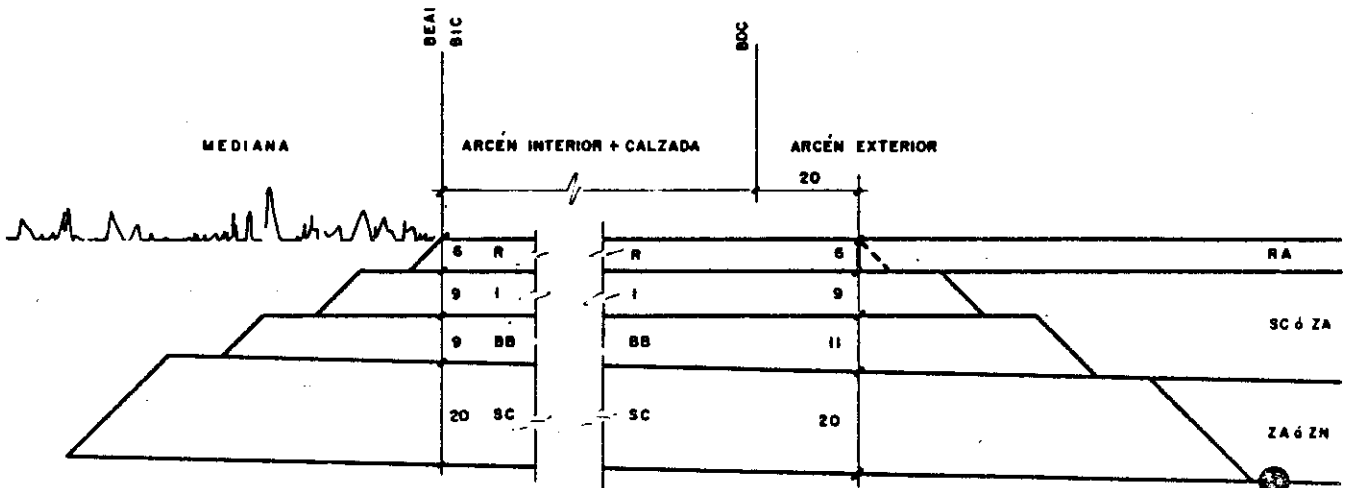 BEAI
BIC
BDC
MEDIANA
ARCÉN INTERIOR + CALZADA
ARCÉN EXTERIOR
20
6 R R 6 RA
9 I I 9
SC ó ZA
9 BB BB 11
20 SC SC 20
ZA ó ZN